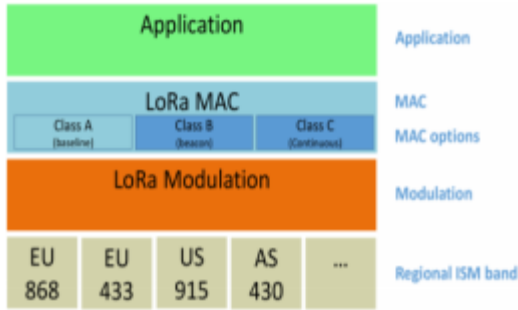 Application
Application
LoRa MAC
MAC
Class A
(baseline)
Class B
(beacon)
Class C
(Continuous)
MAC options
LoRa Modulation
Modulation
EU
868
EU
433
US
915
AS
430
...
Regional ISM band